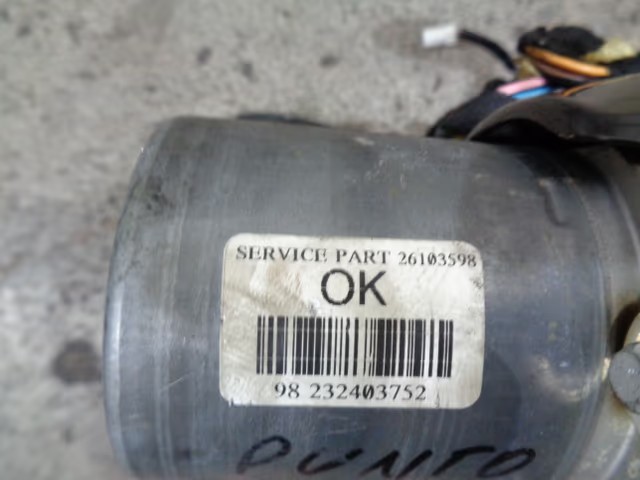 SERVICE PART 26103598
OK
98 232403752
PUNTO